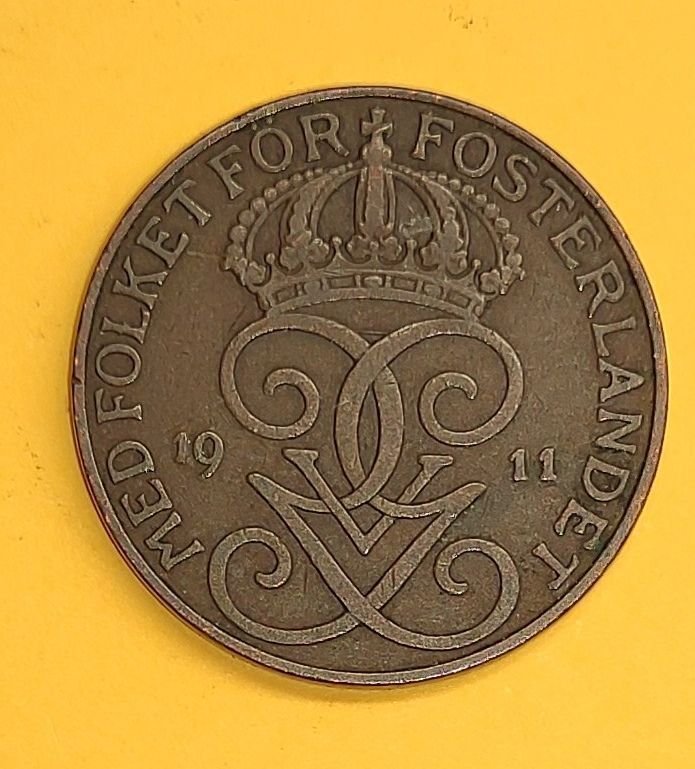 MED FOLKET FÖR FOSTERLANDET
19 11